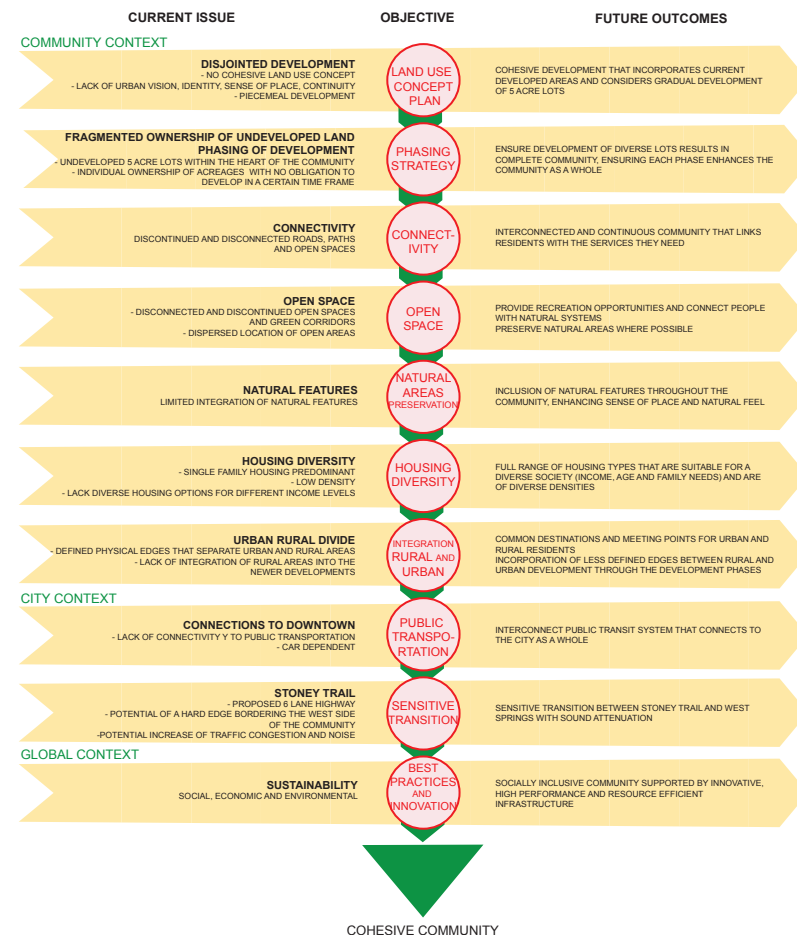 CURRENT ISSUE
OBJECTIVE
FUTURE OUTCOMES
COMMUNITY CONTEXT
DISJOINTED DEVELOPMENT
- NO COHESIVE LAND USE CONCEPT
- LACK OF URBAN VISION, IDENTITY, SENSE OF PLACE, CONTINUITY
- PIECEMEAL DEVELOPMENT
LAND USE
CONCEPT
PLAN
COHESIVE DEVELOPMENT THAT INCORPORATES CURRENT
DEVELOPED AREAS AND CONSIDERS GRADUAL DEVELOPMENT
OF 5 ACRE LOTS
FRAGMENTED OWNERSHIP OF UNDEVELOPED LAND
PHASING OF DEVELOPMENT
- UNDEVELOPED 5 ACRE LOTS WITHIN THE HEART OF THE COMMUNITY
- INDIVIDUAL OWNERSHIP OF ACREAGES WITH NO OBLIGATION TO
DEVELOP IN A CERTAIN TIME FRAME
PHASING
STRATEGY
ENSURE DEVELOPMENT OF DIVERSE LOTS RESULTS IN
COMPLETE COMMUNITY, ENSURING EACH PHASE ENHANCES THE
COMMUNITY AS A WHOLE
CONNECTIVITY
DISCONTINUED AND DISCONNECTED ROADS, PATHS
AND OPEN SPACES
CONNECT-
IVITY
INTERCONNECTED AND CONTINUOUS COMMUNITY THAT LINKS
RESIDENTS WITH THE SERVICES THEY NEED
OPEN SPACE
- DISCONNECTED AND DISCONTINUED OPEN SPACES
AND GREEN CORRIDORS
- DISPERSED LOCATION OF OPEN AREAS
OPEN
SPACE
PROVIDE RECREATION OPPORTUNITIES AND CONNECT PEOPLE
WITH NATURAL SYSTEMS
PRESERVE NATURAL AREAS WHERE POSSIBLE
NATURAL FEATURES
LIMITED INTEGRATION OF NATURAL FEATURES
NATURAL
AREAS
PRESERVATION
INCLUSION OF NATURAL FEATURES THROUGHOUT THE
COMMUNITY, ENHANCING SENSE OF PLACE AND NATURAL FEEL
HOUSING DIVERSITY
- SINGLE FAMILY HOUSING PREDOMINANT
- LOW DENSITY
- LACK DIVERSE HOUSING OPTIONS FOR DIFFERENT INCOME LEVELS
HOUSING
DIVERSITY
FULL RANGE OF HOUSING TYPES THAT ARE SUITABLE FOR A
DIVERSE SOCIETY (INCOME, AGE AND FAMILY NEEDS) AND ARE
OF DIVERSE DENSITIES
URBAN RURAL DIVIDE
- DEFINED PHYSICAL EDGES THAT SEPARATE URBAN AND RURAL AREAS
- LACK OF INTEGRATION OF RURAL AREAS INTO THE
NEWER DEVELOPMENTS
INTEGRATION
RURAL AND
URBAN
COMMON DESTINATIONS AND MEETING POINTS FOR URBAN AND
RURAL RESIDENTS
INCORPORATION OF LESS DEFINED EDGES BETWEEN RURAL AND
URBAN DEVELOPMENT THROUGH THE DEVELOPMENT PHASES
CITY CONTEXT
CONNECTIONS TO DOWNTOWN
- LACK OF CONNECTIVITY Y TO PUBLIC TRANSPORTATION
- CAR DEPENDENT
PUBLIC
TRANSPO-
RTATION
INTERCONNECT PUBLIC TRANSIT SYSTEM THAT CONNECTS TO
THE CITY AS A WHOLE
STONEY TRAIL
- PROPOSED 6 LANE HIGHWAY
- POTENTIAL OF A HARD EDGE BORDERING THE WEST SIDE
OF THE COMMUNITY
-POTENTIAL INCREASE OF TRAFFIC CONGESTION AND NOISE
SENSITIVE
TRANSITION
SENSITIVE TRANSITION BETWEEN STONEY TRAIL AND WEST
SPRINGS WITH SOUND ATTENUATION
GLOBAL CONTEXT
SUSTAINABILITY
SOCIAL, ECONOMIC AND ENVIRONMENTAL
BEST
PRACTICES
AND
INNOVATION
SOCIALLY INCLUSIVE COMMUNITY SUPPORTED BY INNOVATIVE,
HIGH PERFORMANCE AND RESOURCE EFFICIENT
INFRASTRUCTURE
COHESIVE COMMUNITY